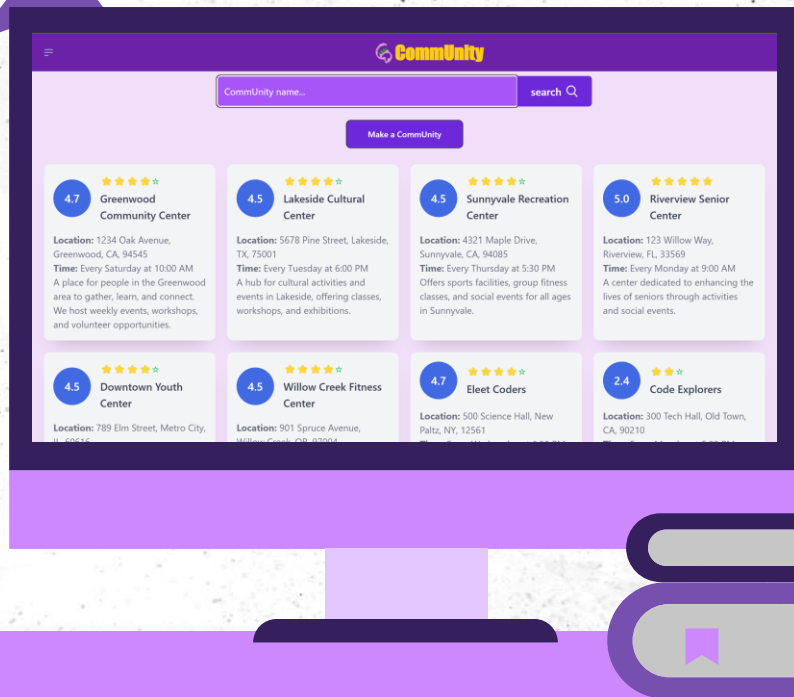 CommUnity
CommUnity name...
search
Make a CommUnity
4.7
Greenwood
Community Center
Location: 1234 Oak Avenue,
Greenwood, CA, 94545
Time: Every Saturday at 10:00 AM
A place for people in the Greenwood
area to gather, learn, and connect.
We host weekly events, workshops,
and volunteer opportunities.
4.5
Lakeside Cultural
Center
Location: 5678 Pine Street, Lakeside,
TX, 75001
Time: Every Tuesday at 6:00 PM
A hub for cultural activities and
events in Lakeside, offering classes,
workshops, and exhibitions.
4.5
Sunnyvale Recreation
Center
Location: 4321 Maple Drive,
Sunnyvale, CA, 94085
Time: Every Thursday at 5:30 PM
Offers sports facilities, group fitness
classes, and social events for all ages
in Sunnyvale.
5.0
Riverview Senior
Center
Location: 123 Willow Way,
Riverview, FL, 33569
Time: Every Monday at 9:00 AM
A center dedicated to enhancing the
lives of seniors through activities
and social events.
4.5
Downtown Youth
Center
Location: 789 Elm Street, Metro City,
4.5
Willow Creek Fitness
Center
Location: 901 Spruce Avenue,
Willow Creek, OR, 97004
4.7
Eleet Coders
Location: 500 Science Hall, New
Paltz, NY, 12561
2.4
Code Explorers
Location: 300 Tech Hall, Old Town,
CA, 90210